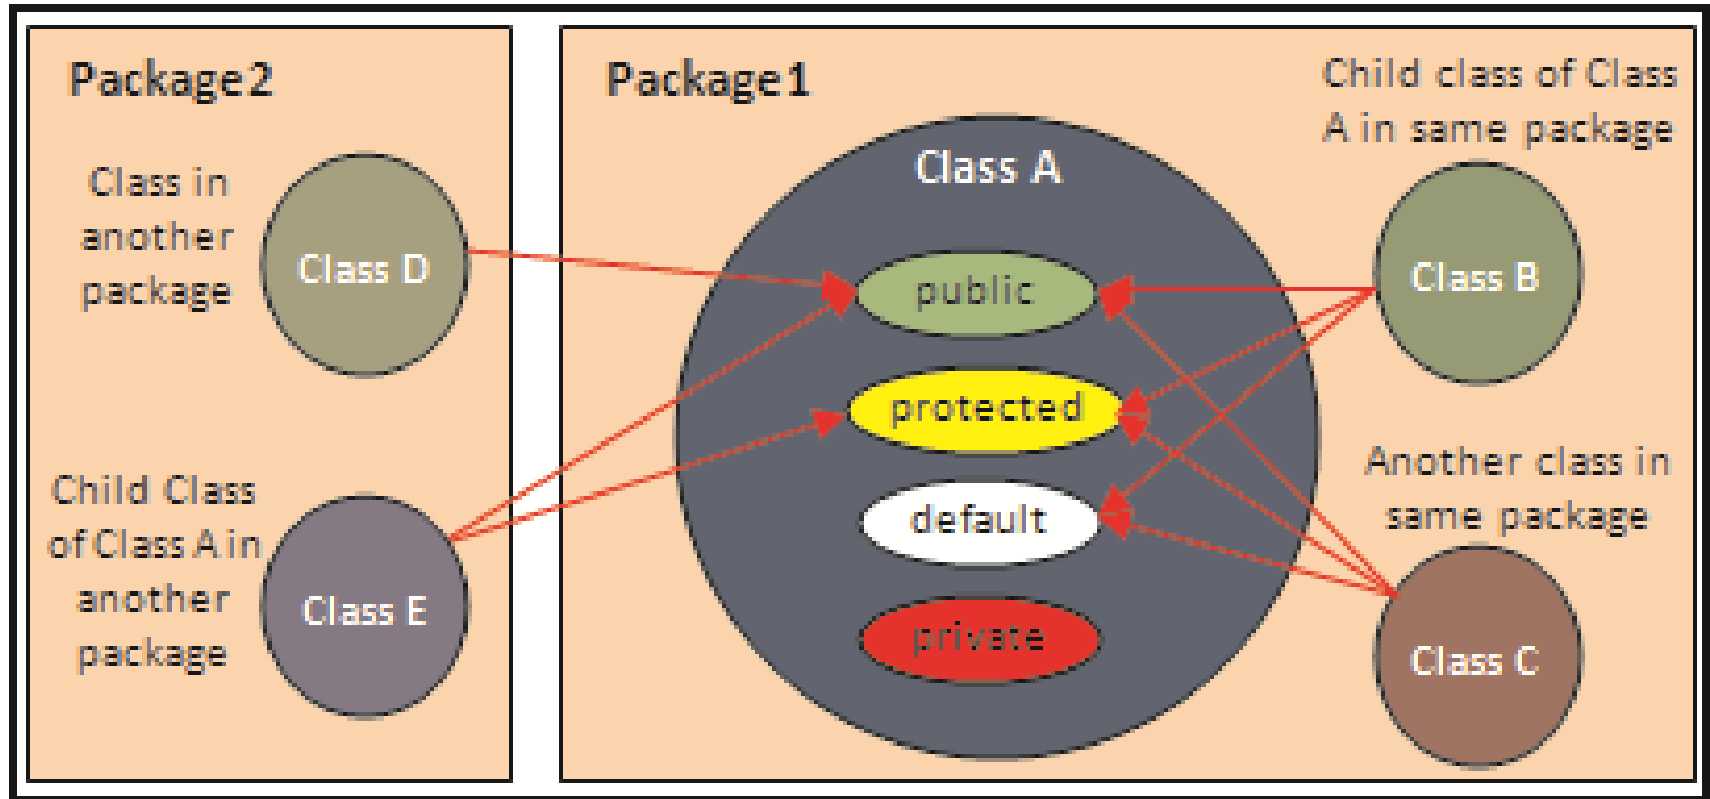 Package2
Class in
another
package
Class D
Child Class
of Class A in
another
package
Class E
Package1
Class A
public
protected
default
private
Child class of Class
A in same package
Class B
Another class in
same package
Class C